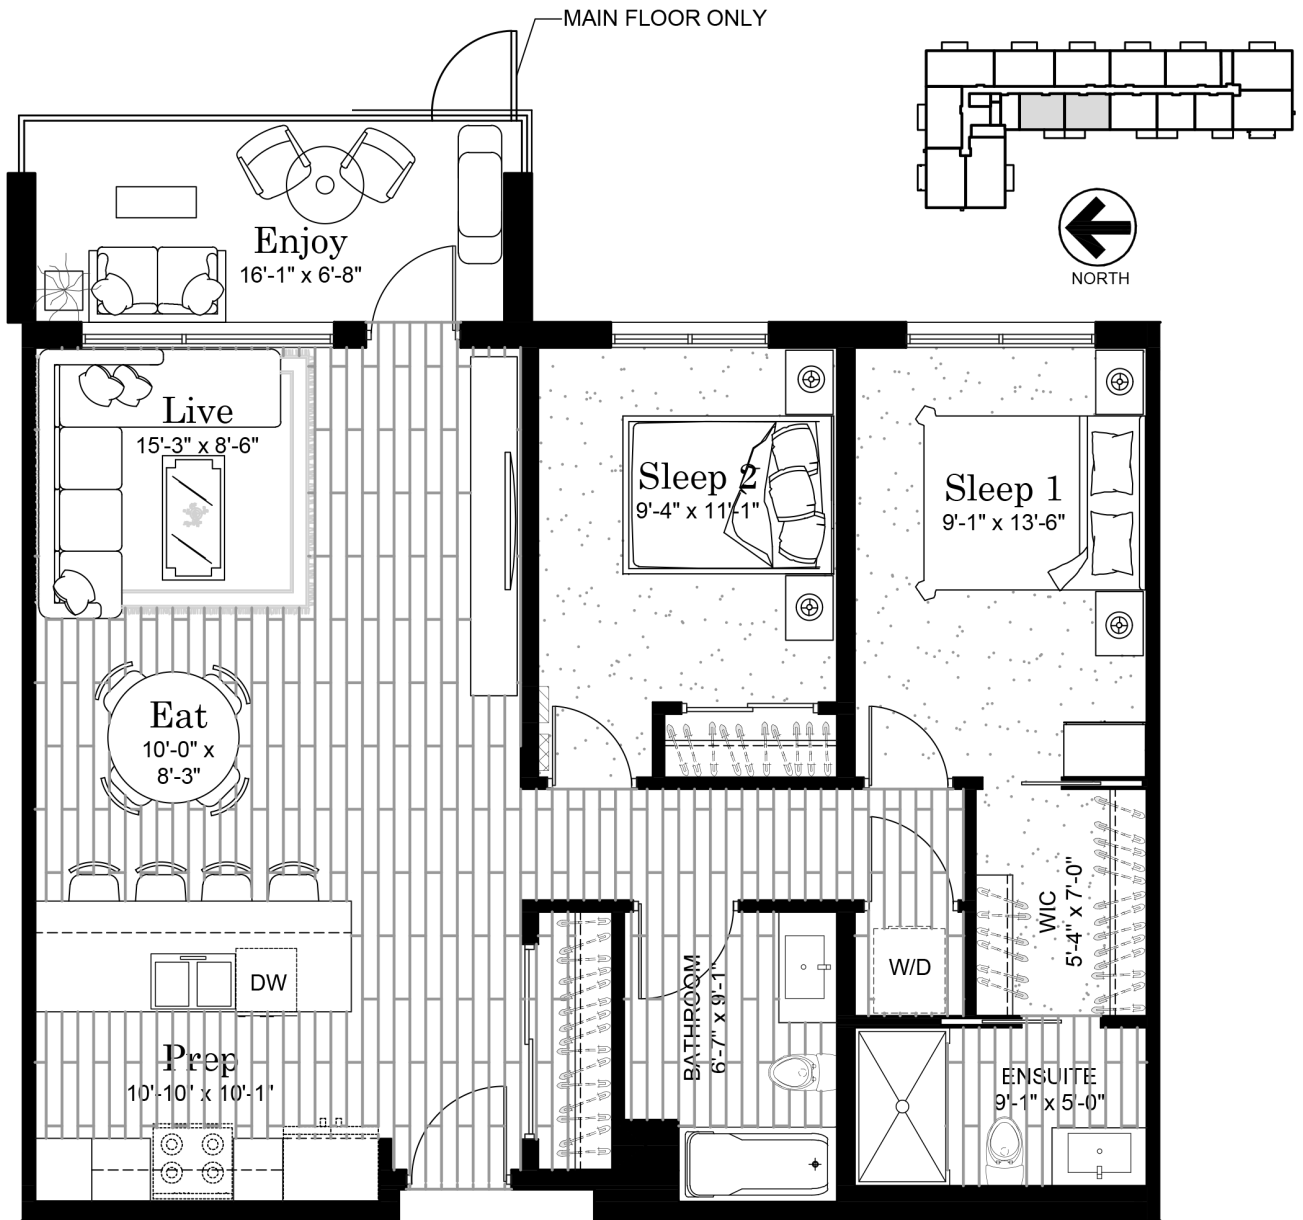 MAIN FLOOR ONLY
NORTH
Enjoy
16'-1" x 6'-8"
Live
15'-3" x 8'-6"
Sleep 2
9'-4" x 11'-1"
Sleep 1
9'-1" x 13'-6"
Eat
10'-0" x
8'-3"
WIC
5'-4" x 7'-0"
DW
BATHROOM
6'-7" x 9'-1"
W/D
Prep
10'-10" x 10'-1"
ENSUITE
9'-1" x 5'-0"